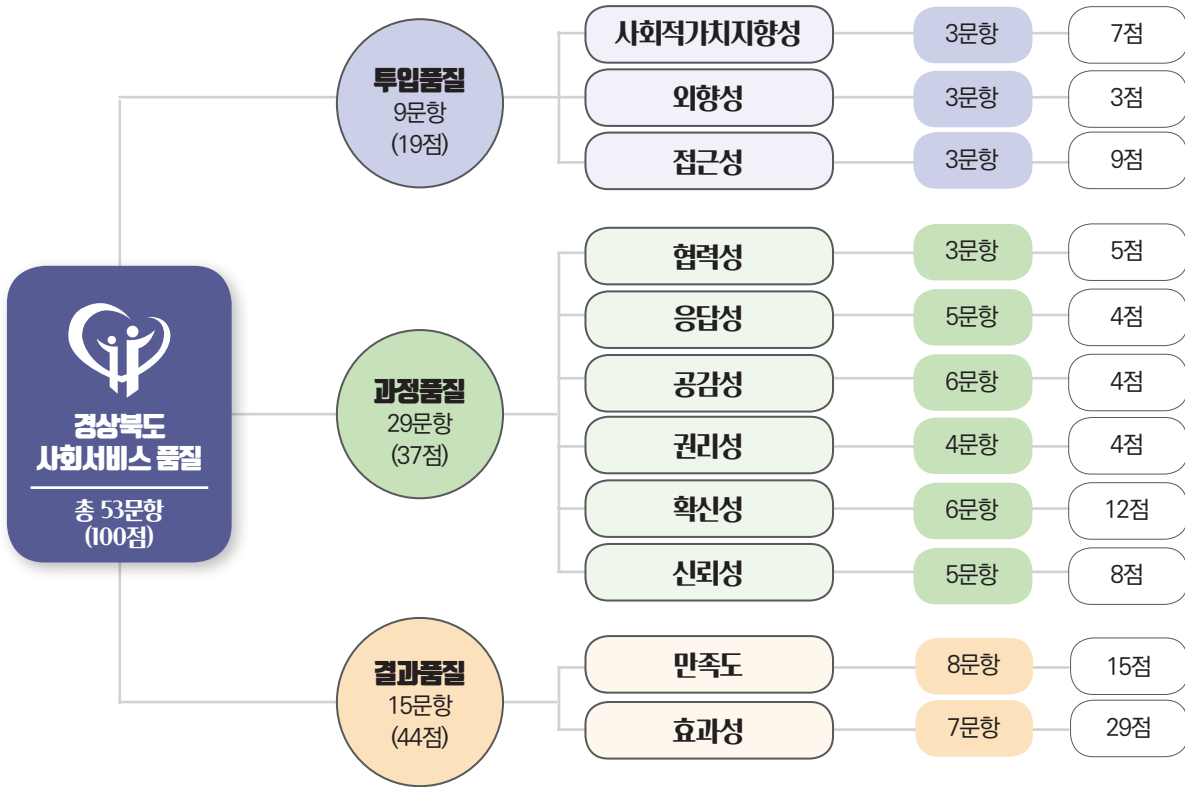 경상북도
사회서비스 품질
총 53문항
(100점)
투입품질
9문항
(19점)
사회적가치지향성 3문항 7점
외향성 3문항 3점
접근성 3문항 9점
과정품질
29문항
(37점)
협력성 3문항 5점
응답성 5문항 4점
공감성 6문항 4점
권리성 4문항 4점
확신성 6문항 12점
신뢰성 5문항 8점
결과품질
15문항
(44점)
만족도 8문항 15점
효과성 7문항 29점